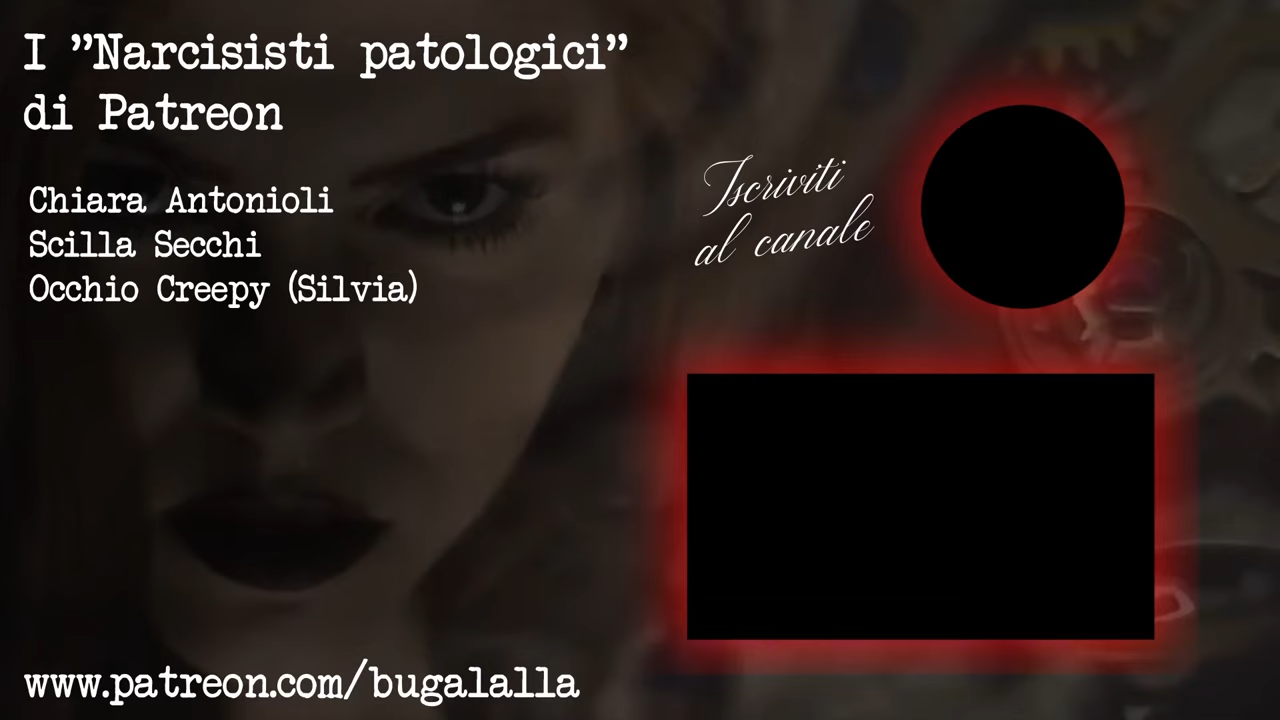 I ”Narcisisti patologici”
di Patreon
Chiara Antonioli
Scilla Secchi
Occhio Creepy (Silvia)
Iscriviti
al canale
www.patreon.com/bugalalla